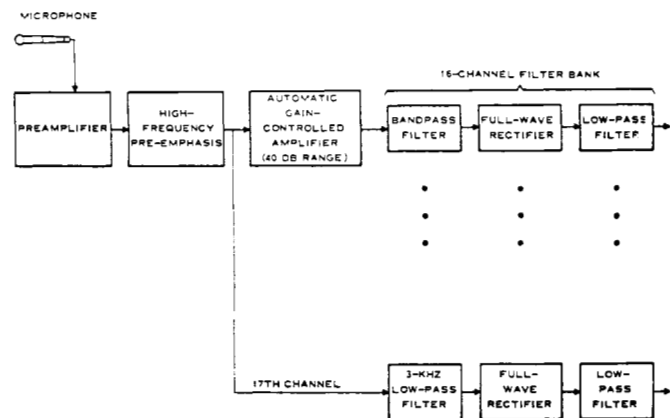 MICROPHONE
16-CHANNEL FILTER BANK
PREAMPLIFIER
HIGH-
FREQUENCY
PRE-EMPHASIS
AUTOMATIC
GAIN-
CONTROLLED
AMPLIFIER
(40 DB RANGE)
BANDPASS
FILTER
FULL-WAVE
RECTIFIER
LOW-PASS
FILTER
17TH CHANNEL
3-KHZ
LOW-PASS
FILTER
FULL-
WAVE
RECTIFIER
LOW-
PASS
FILTER